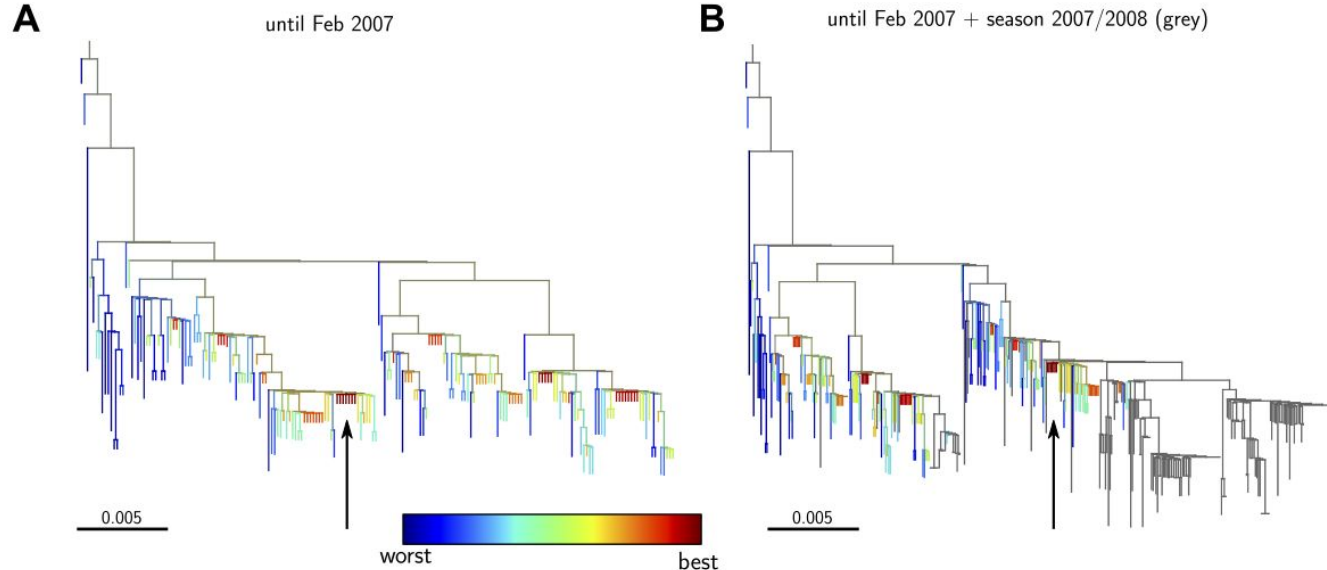 A
until Feb 2007
B
until Feb 2007 + season 2007/2008 (grey)
0.005
worst
best
0.005